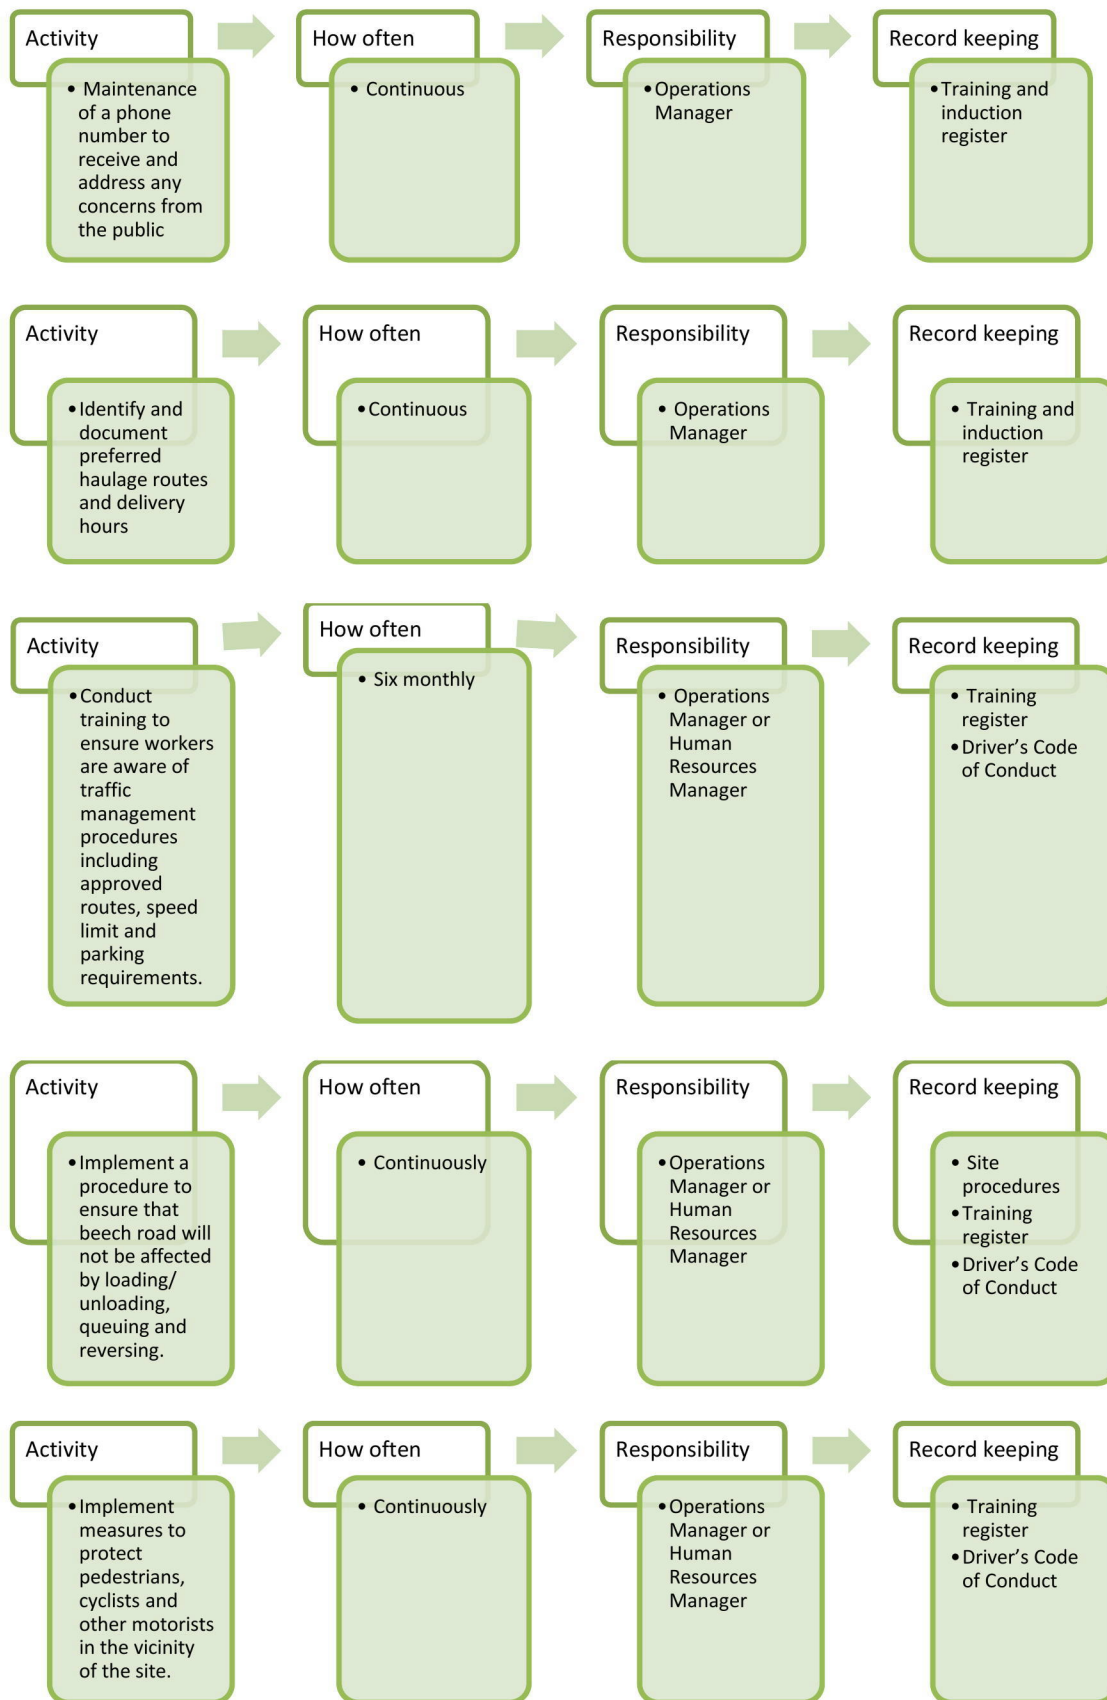 Activity
• Maintenance
of a phone
number to
receive and
address any
concerns from
the public
How often
• Continuous
Responsibility
•Operations
Manager
Record keeping
•Training and
induction
register
Activity
•Identify and
document
preferred
haulage routes
and delivery
hours
How often
•Continuous
Responsibility
• Operations
Manager
Record keeping
• Training and
induction
register
Activity
•Conduct
training to
ensure workers
are aware of
traffic
management
procedures
including
approved
routes, speed
limit and
parking
requirements.
How often
• Six monthly
Responsibility
• Operations
Manager or
Human
Resources
Manager
Record keeping
• Training
register
•Driver’s Code
of Conduct
Activity
•Implement a
procedure to
ensure that
beech road will
not be affected
by loading/
unloading,
queuing and
reversing.
How often
• Continuously
Responsibility
•Operations
Manager or
Human
Resources
Manager
Record keeping
• Site
procedures
•Training
register
•Driver’s Code
of Conduct
Activity
•Implement
measures to
protect
pedestrians,
cyclists and
other motorists
in the vicinity
of the site.
How often
• Continuously
Responsibility
•Operations
Manager or
Human
Resources
Manager
Record keeping
• Training
register
•Driver’s Code
of Conduct